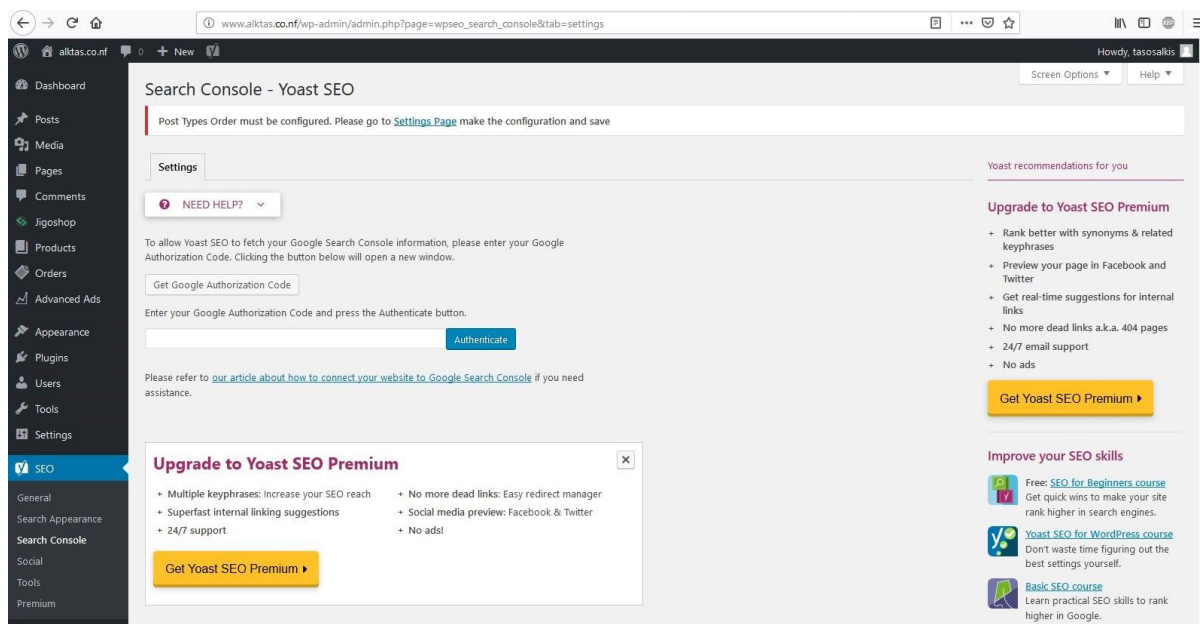 www.alktas.co.nf/wp-admin/admin.php?page=wpseo_search_console&tab=settings
alktas.co.nf 0 + New
Howdy, tasosalkis
Screen Options ▼ Help ▼
Dashboard
Posts
Media
Pages
Comments
Jigoshop
Products
Orders
Advanced Ads
Appearance
Plugins
Users
Tools
Settings
SEO
General
Search Appearance
Search Console
Social
Tools
Premium
Search Console - Yoast SEO
Post Types Order must be configured. Please go to Settings Page make the configuration and save
Settings
NEED HELP?
To allow Yoast SEO to fetch your Google Search Console information, please enter your Google
Authorization Code. Clicking the button below will open a new window.
Get Google Authorization Code
Enter your Google Authorization Code and press the Authenticate button.
Authenticate
Please refer to our article about how to connect your website to Google Search Console if you need
assistance.
Upgrade to Yoast SEO Premium
+ Multiple keyphrases: Increase your SEO reach
+ Superfast internal linking suggestions
+ 24/7 support
+ No more dead links: Easy redirect manager
+ Social media preview: Facebook & Twitter
+ No ads!
Get Yoast SEO Premium
Yoast recommendations for you
Upgrade to Yoast SEO Premium
+ Rank better with synonyms & related
keyphrases
+ Preview your page in Facebook and
Twitter
+ Get real-time suggestions for internal
links
+ No more dead links a.k.a. 404 pages
+ 24/7 email support
+ No ads
Get Yoast SEO Premium
Improve your SEO skills
Free: SEO for Beginners course
Get quick wins to make your site
rank higher in search engines.
Yoast SEO for WordPress course
Don't waste time figuring out the
best settings yourself.
Basic SEO course
Learn practical SEO skills to rank
higher in Google.